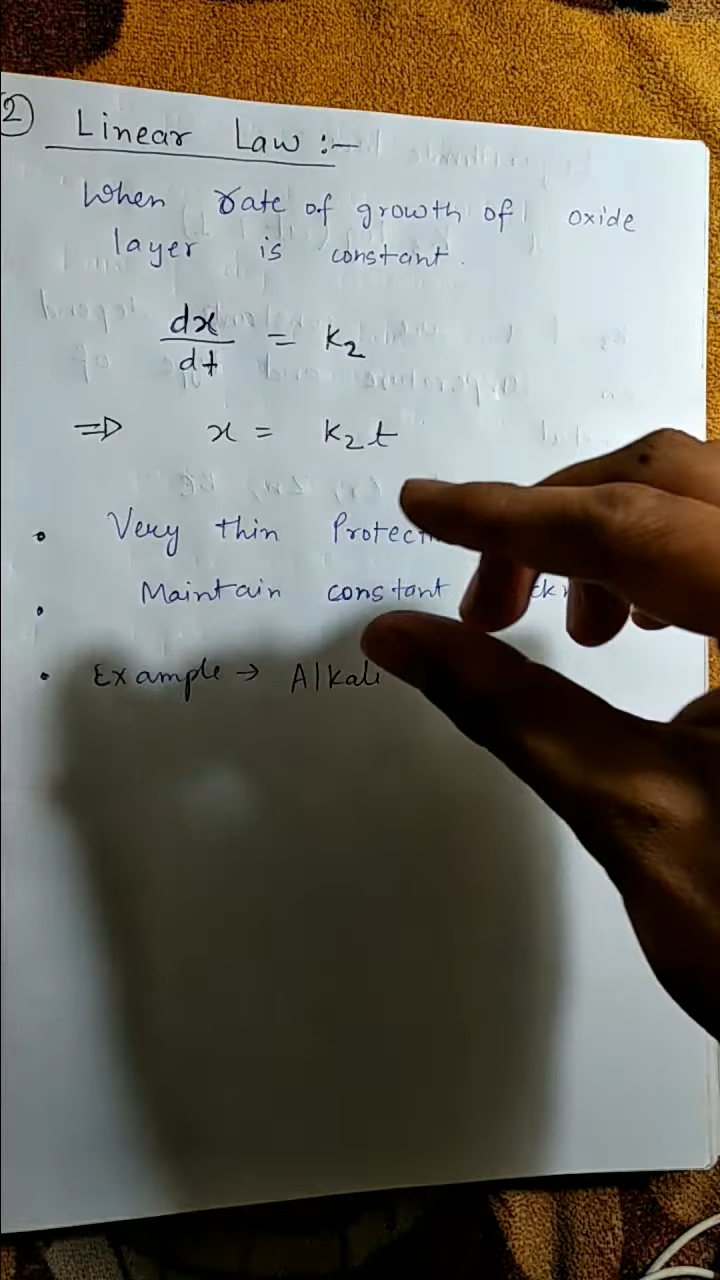 ② Linear Law :-
When rate of growth of oxide
layer is constant.
dx/dt = K₂
⇒ x = K₂t
• Very thin
• Maintain constant
• Example →